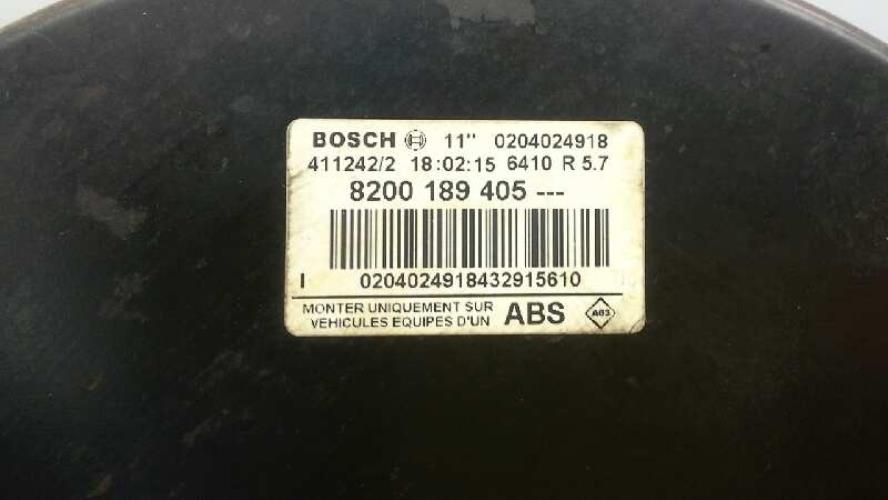 BOSCH 11" 0204024918
411242/2 18:02:15 6410 R 5.7
8200 189 405 ---
I 0204024918432915610
MONTER UNIQUEMENT SUR
VEHICULES EQUIPES D'UN ABS
A63